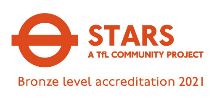 STARS
A TfL COMMUNITY PROJECT
Bronze level accreditation 2021